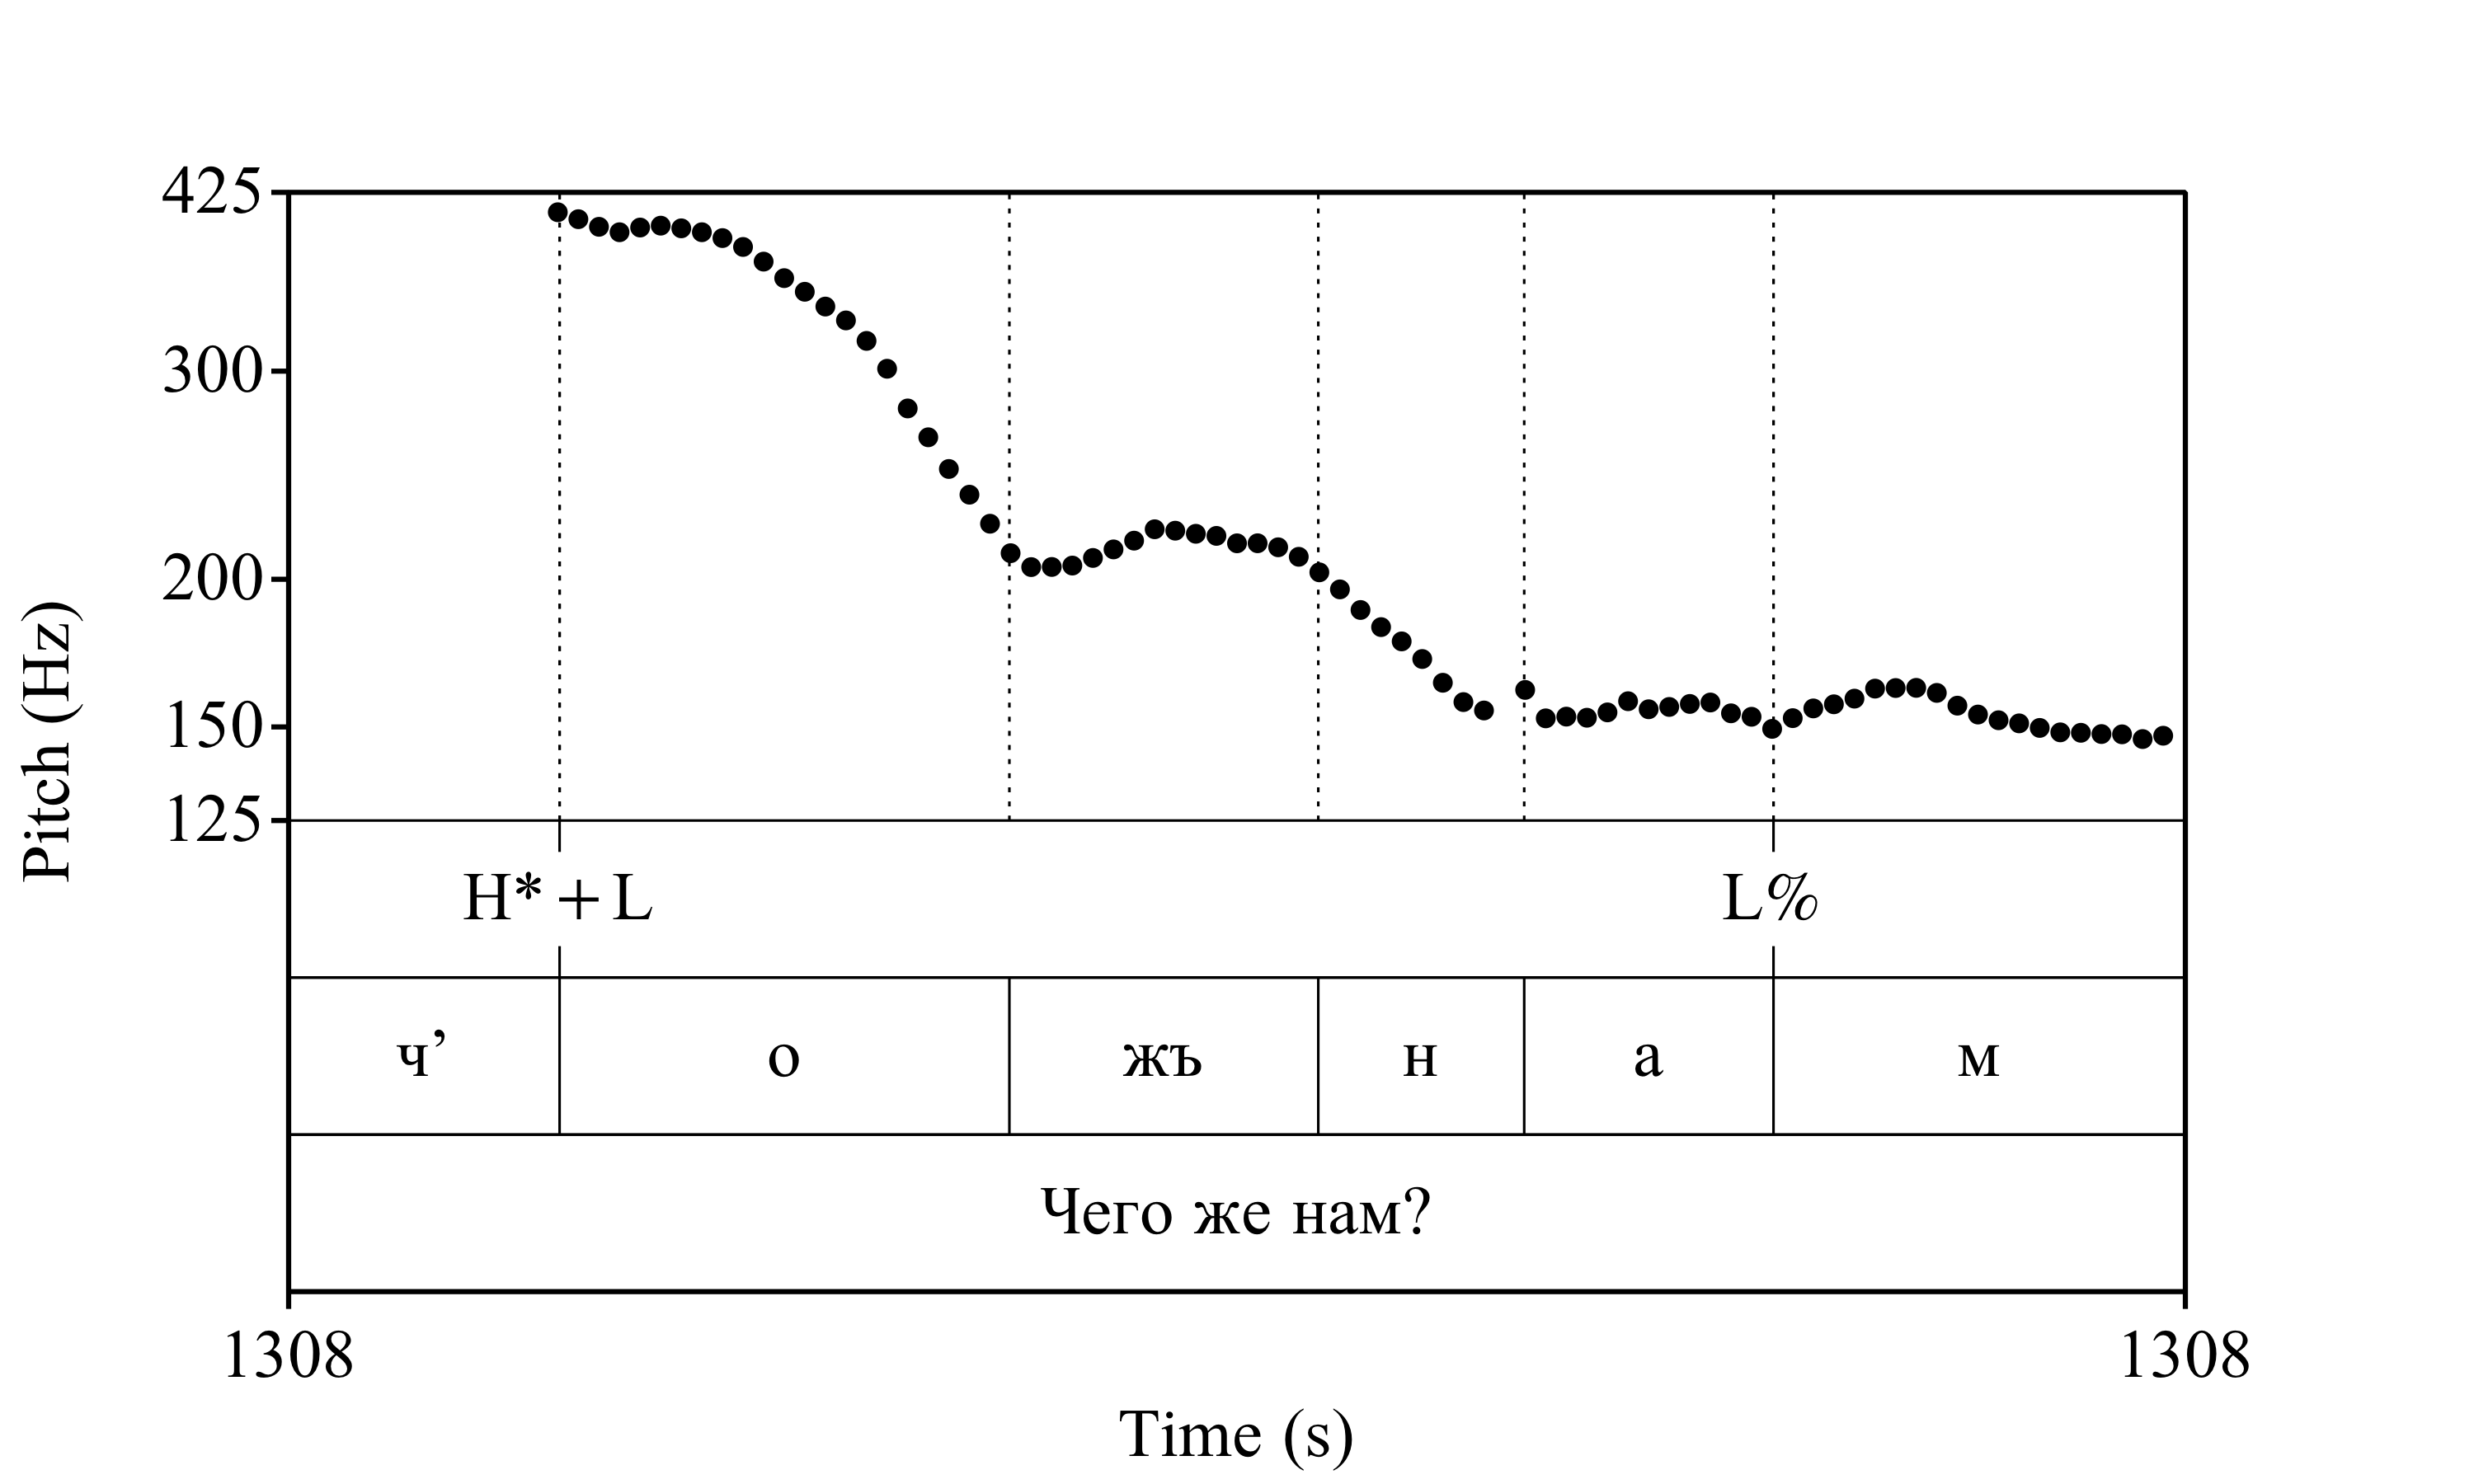 425
300
200
150
125
Pitch (Hz)
H* + L L%
ч’ о жъ н а м
Чего же нам?
1308 1308
Time (s)